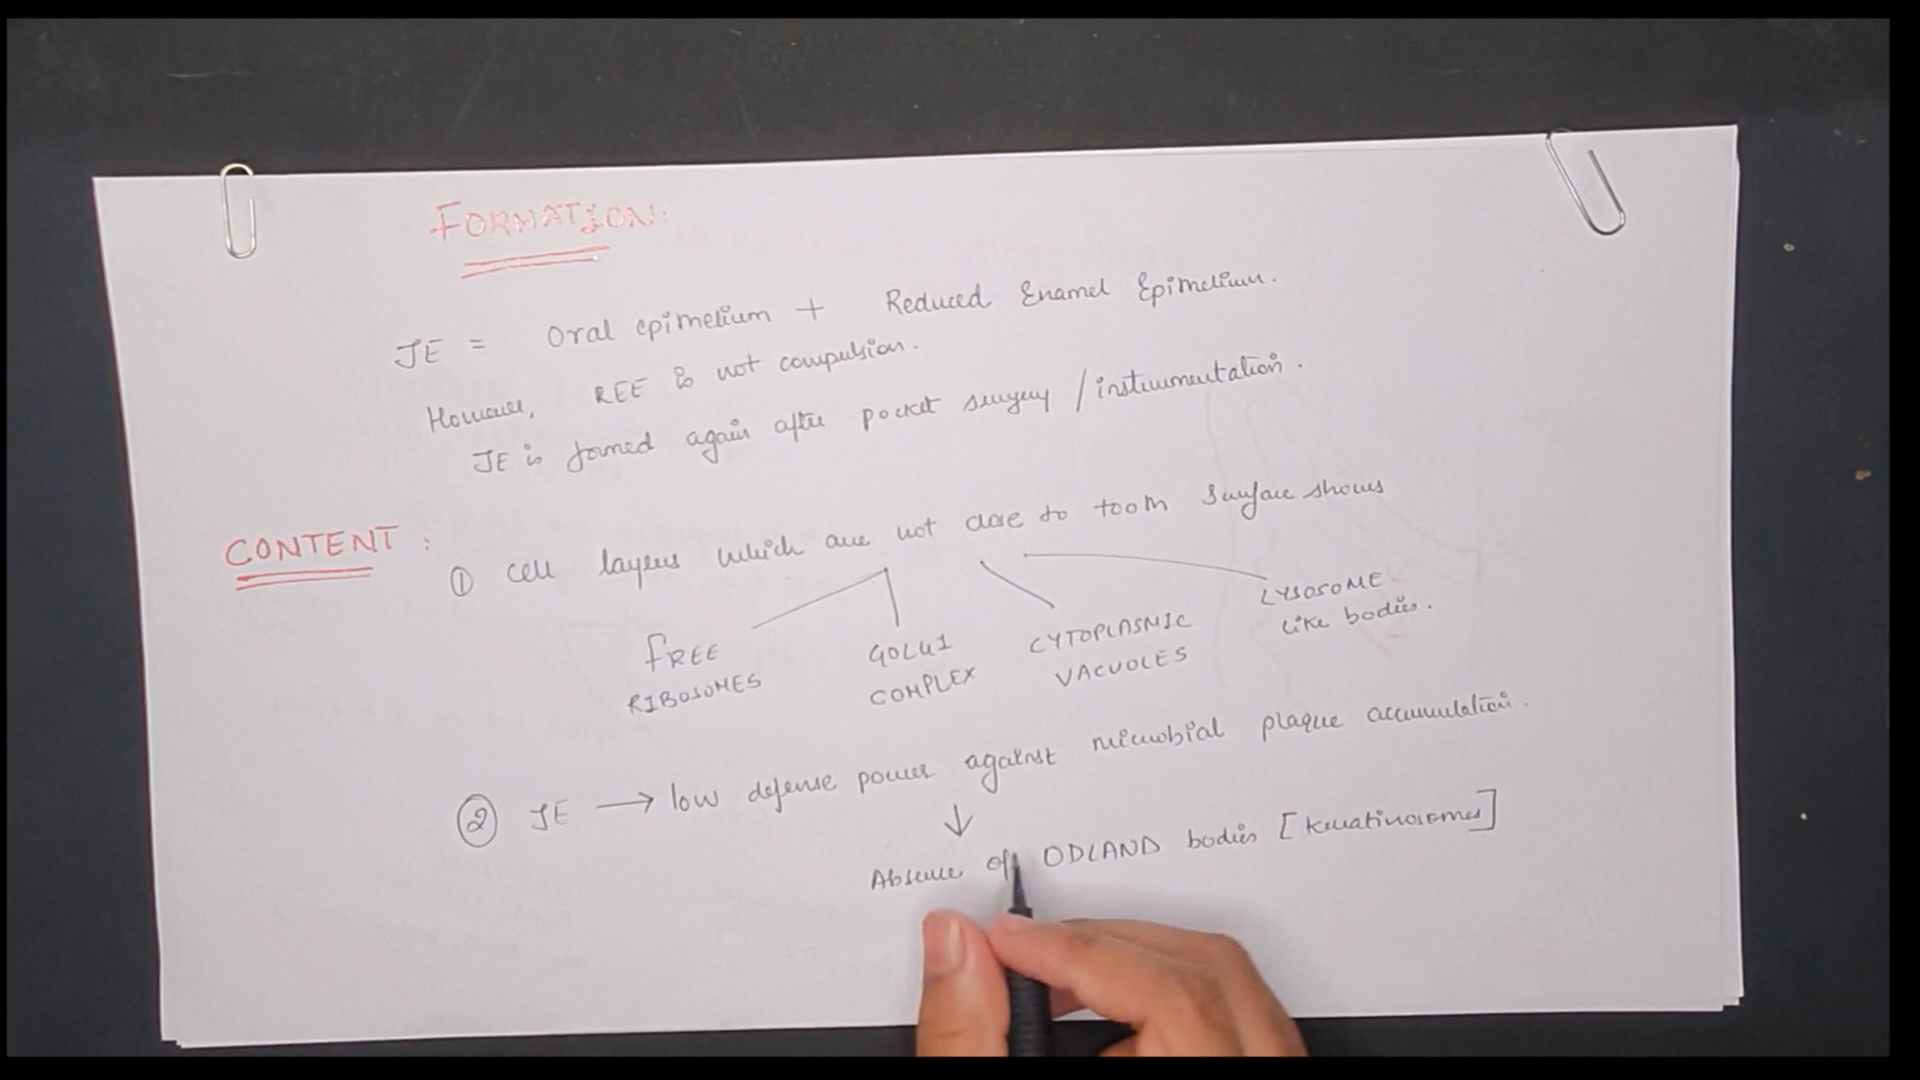 FORMATION:
JE = Oral epithelium + Reduced Enamel Epithelium.
However, REE is not compulsion.
JE is formed again after pocket surgery / instrumentation.
CONTENT :
① cell layers which are not close to tooth surface shows
FREE RIBOSOMES
GOLGI COMPLEX
CYTOPLASMIC VACUOLES
LYSOSOME like bodies.
② JE → low defense power against microbial plaque accumulation.
↓
Absence of ODLAND bodies [Keratinosomes]